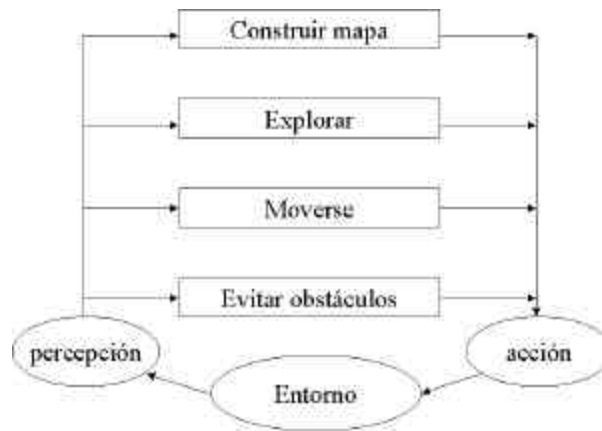 Construir mapa
Explorar
Moverse
Evitar obstáculos
percepción
acción
Entorno